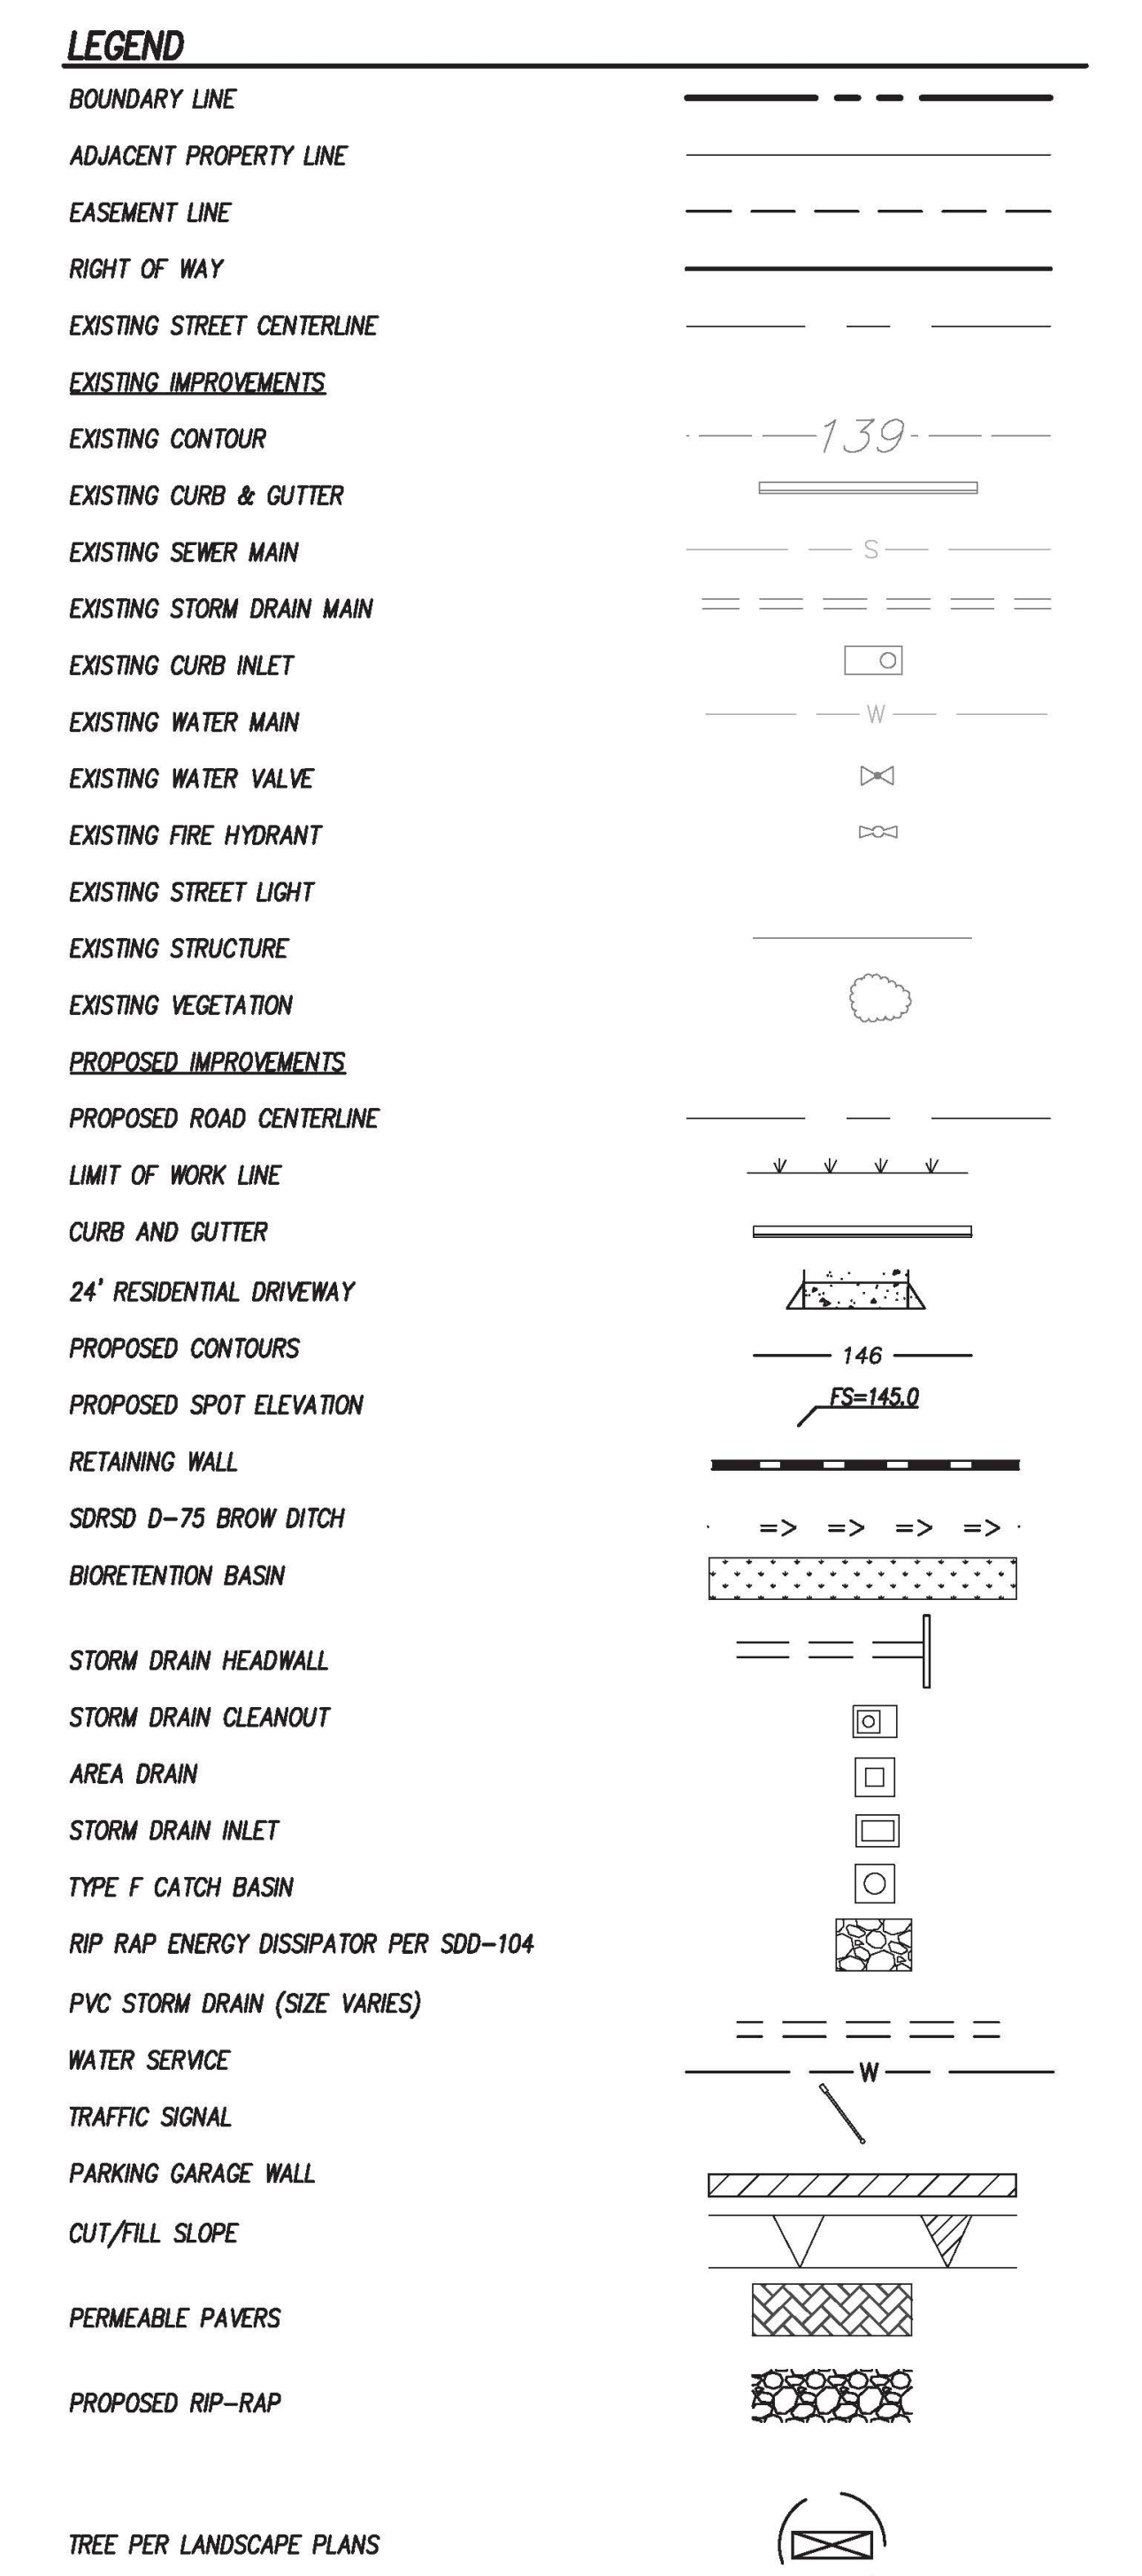 LEGEND
BOUNDARY LINE
ADJACENT PROPERTY LINE
EASEMENT LINE
RIGHT OF WAY
EXISTING STREET CENTERLINE
EXISTING IMPROVEMENTS
EXISTING CONTOUR 139
EXISTING CURB & GUTTER
EXISTING SEWER MAIN S
EXISTING STORM DRAIN MAIN
EXISTING CURB INLET
EXISTING WATER MAIN W
EXISTING WATER VALVE
EXISTING FIRE HYDRANT
EXISTING STREET LIGHT
EXISTING STRUCTURE
EXISTING VEGETATION
PROPOSED IMPROVEMENTS
PROPOSED ROAD CENTERLINE
LIMIT OF WORK LINE
CURB AND GUTTER
24' RESIDENTIAL DRIVEWAY
PROPOSED CONTOURS 146
PROPOSED SPOT ELEVATION FS=145.0
RETAINING WALL
SDRSD D-75 BROW DITCH
BIORETENTION BASIN
STORM DRAIN HEADWALL
STORM DRAIN CLEANOUT
AREA DRAIN
STORM DRAIN INLET
TYPE F CATCH BASIN
RIP RAP ENERGY DISSIPATOR PER SDD-104
PVC STORM DRAIN (SIZE VARIES)
WATER SERVICE W
TRAFFIC SIGNAL
PARKING GARAGE WALL
CUT/FILL SLOPE
PERMEABLE PAVERS
PROPOSED RIP-RAP
TREE PER LANDSCAPE PLANS